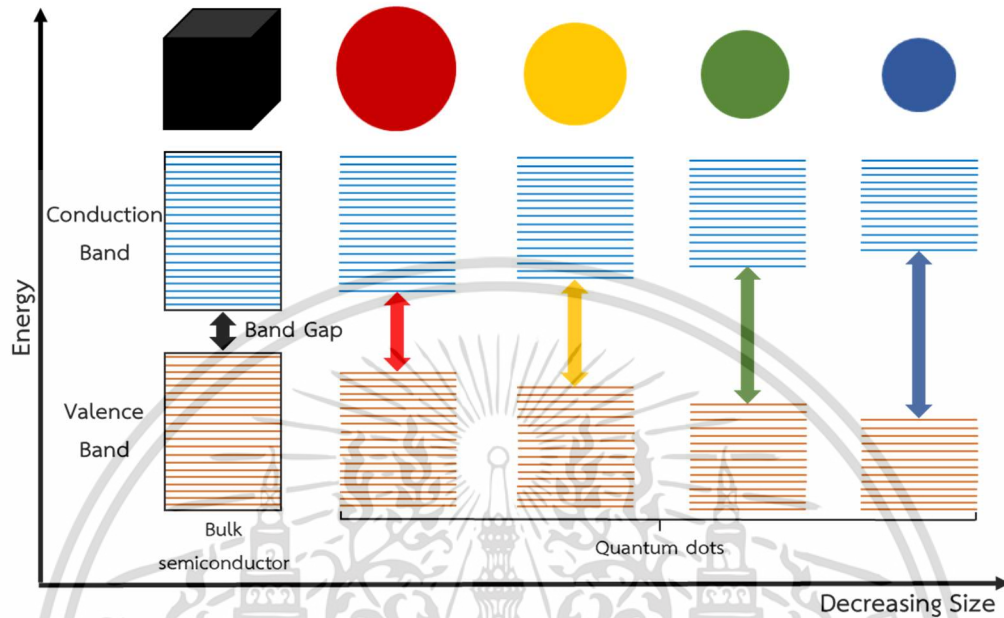 Energy
Conduction
Band
Band Gap
Valence
Band
Bulk
semiconductor
Quantum dots
Decreasing Size